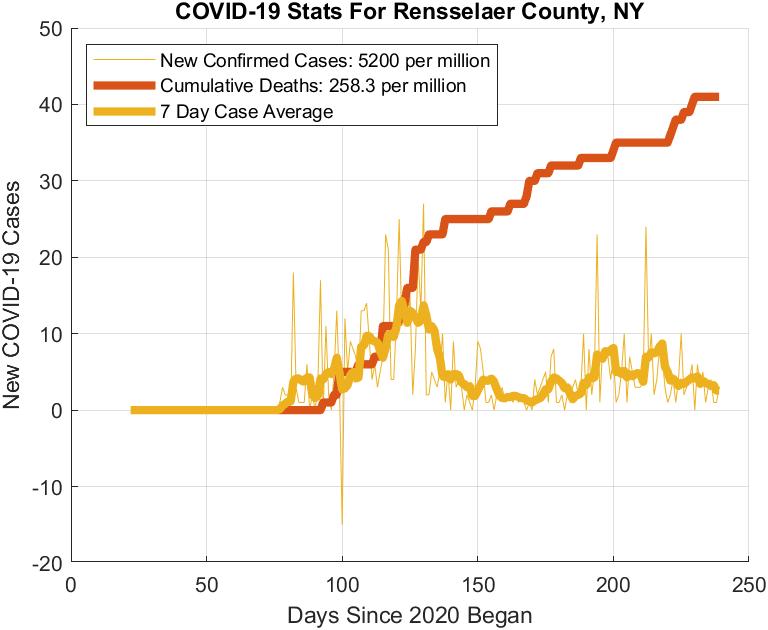 COVID-19 Stats For Rensselaer County, NY
50
New Confirmed Cases: 5200 per million
Cumulative Deaths: 258.3 per million
7 Day Case Average
40
30
20
10
0
-10
-20
New COVID-19 Cases
0 50 100 150 200 250
Days Since 2020 Began